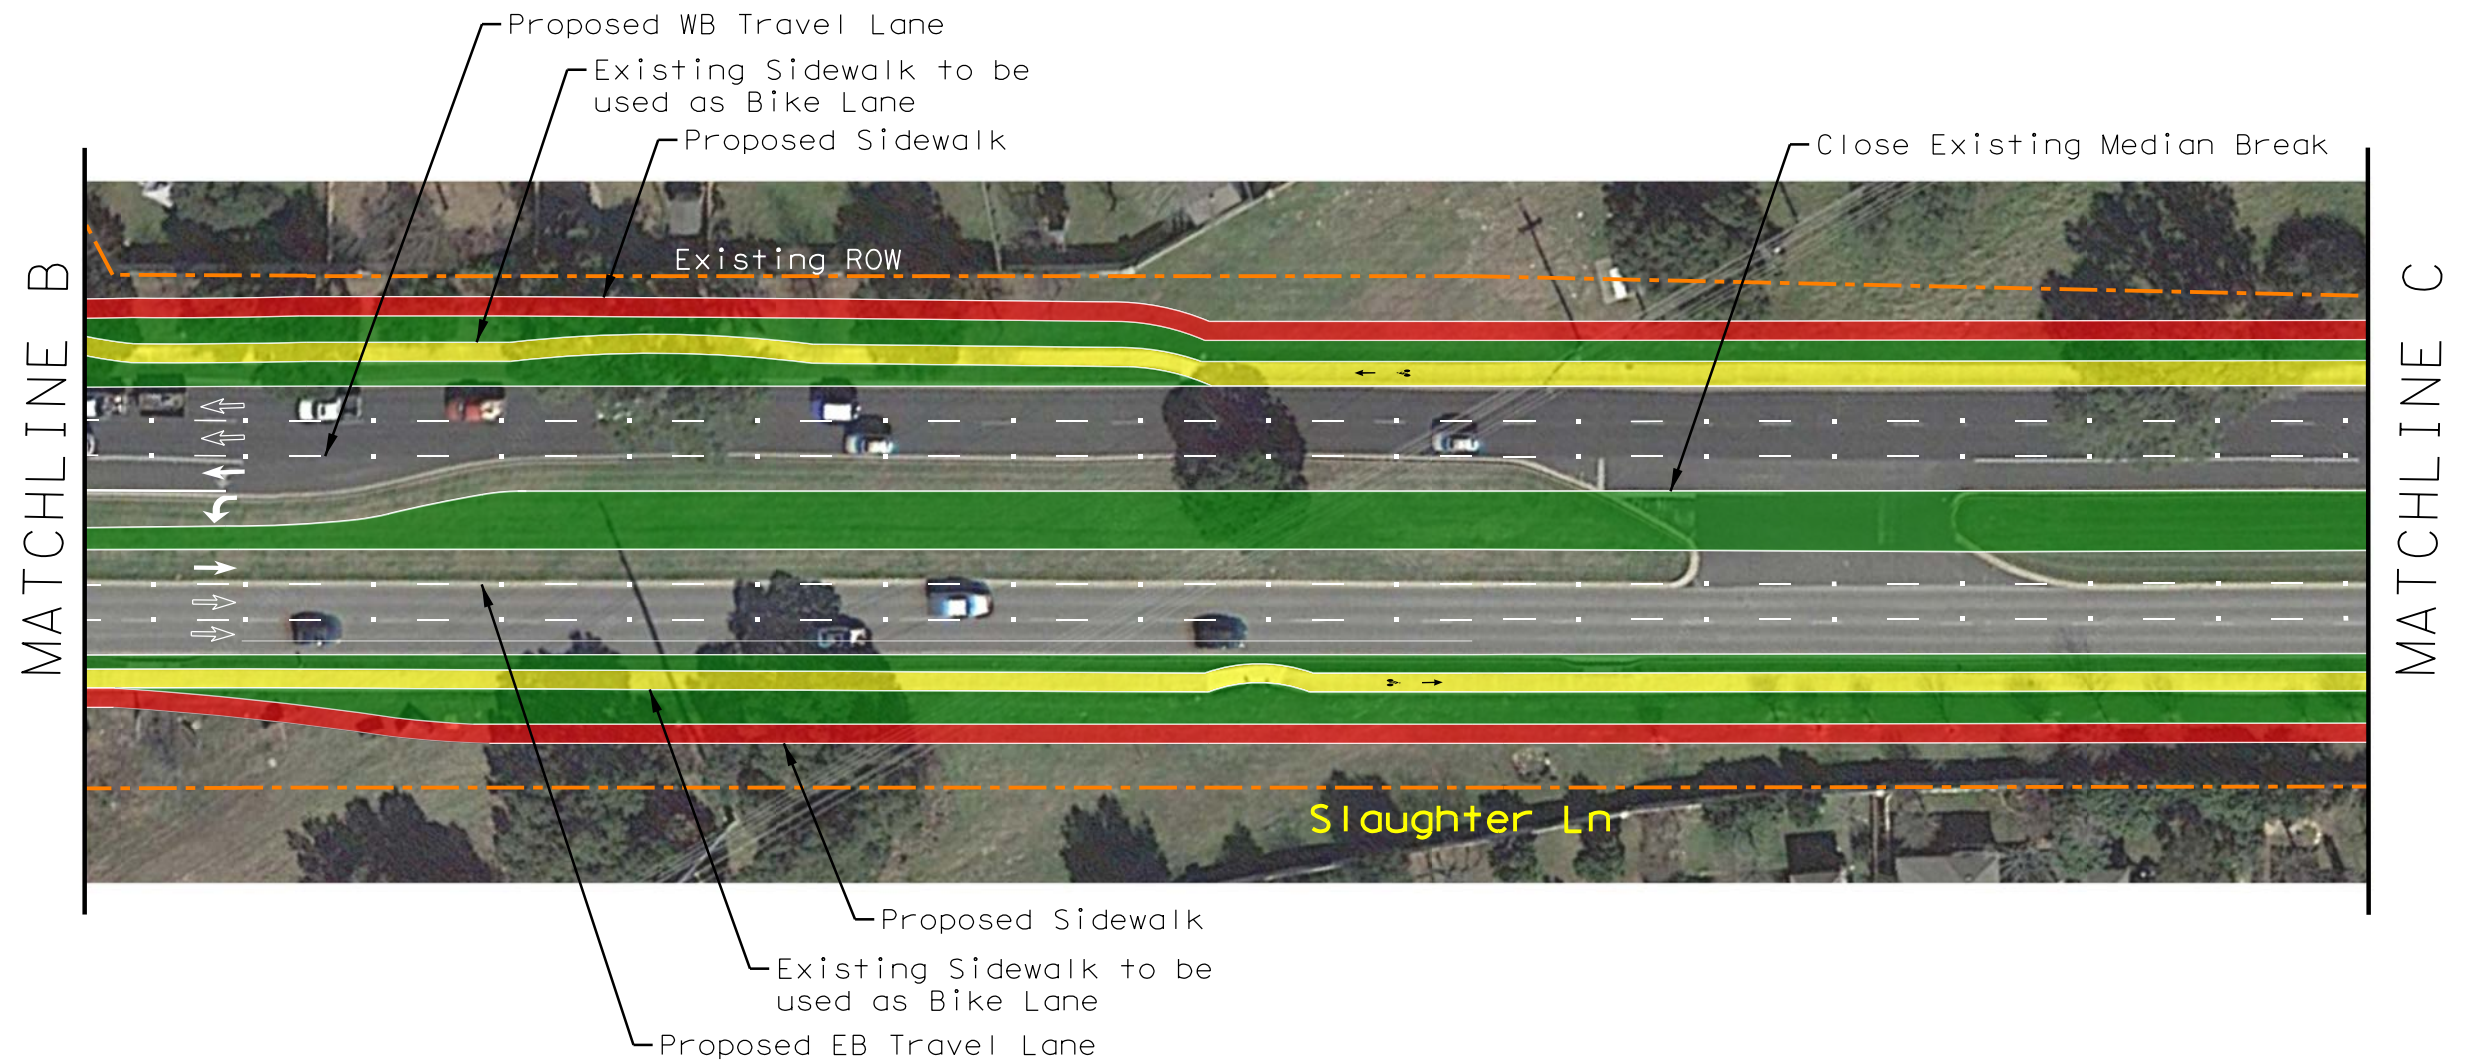 Proposed WB Travel Lane
Existing Sidewalk to be
used as Bike Lane
Proposed Sidewalk
Close Existing Median Break
Existing ROW
MATCHLINE B
MATCHLINE C
Slaughter Ln
Proposed Sidewalk
Existing Sidewalk to be
used as Bike Lane
Proposed EB Travel Lane